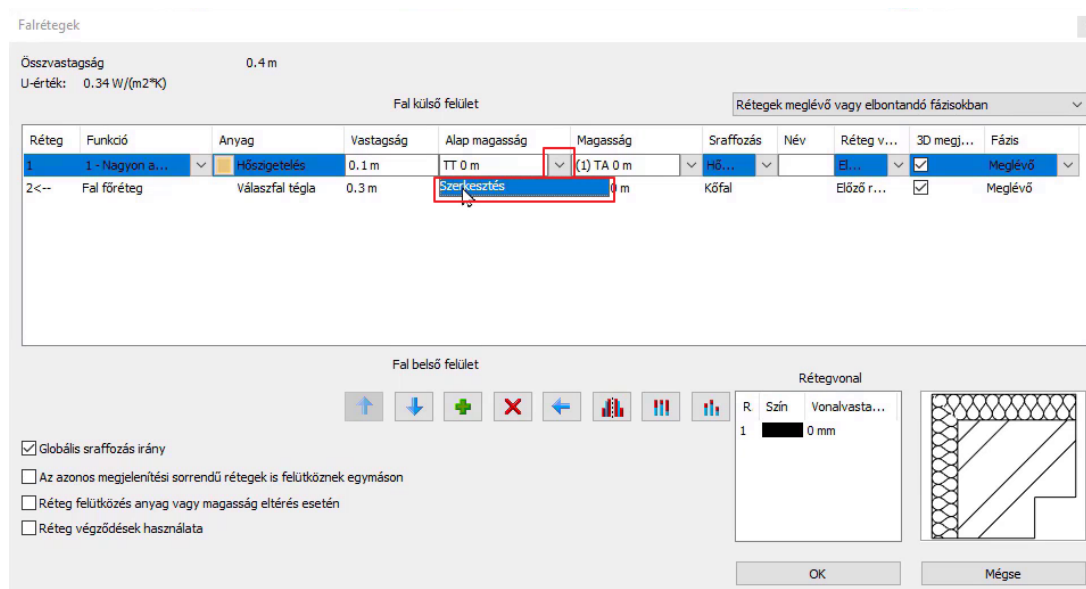 Falrétegek
Összvastagság 0.4 m
U-érték: 0.34 W/(m2*K)
Fal külső felület
Rétegek meglévő vagy elbontandó fázisokban
Réteg Funkció Anyag Vastagság Alap magasság Magasság Sraffozás Név Réteg v... 3D megj... Fázis
1 1 - Nagyon a... Hőszigetelés 0.1 m TT 0 m (1) TA 0 m Hő... El... Meglévő
2<-- Fal főréteg Válaszfal tégla 0.3 m Szerkesztés 0 m Kőfal Előző r... Meglévő
Fal belső felület
Rétegvonal
R Szín Vonalvasta...
1 0 mm
Globális sraffozás irány
Az azonos megjelenítési sorrendű rétegek is felütköznek egymáson
Réteg felütközés anyag vagy magasság eltérés esetén
Réteg végződések használata
OK Mégse